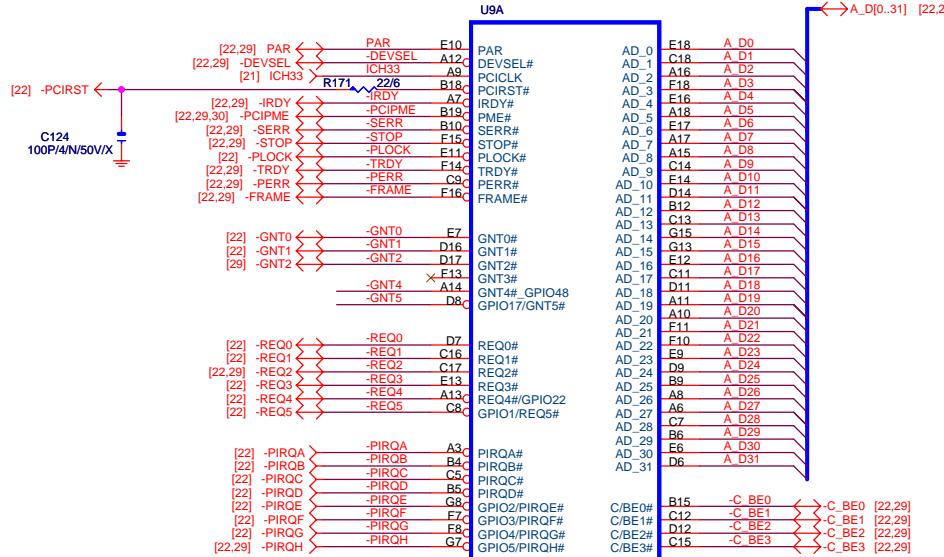 U9A
A_D[0..31] [22,2
[22,29] PAR PAR E10 PAR AD_0 E18 A_D0
[22,29] -DEVSEL -DEVSEL A12 DEVSEL# AD_1 C18 A_D1
[21] ICH33 ICH33 A9 PCICLK AD_2 A16 A_D2
[22] -PCIRST R171 22/6 B18 PCIRST# AD_3 F18 A_D3
[22,29] -IRDY -IRDY A7 IRDY# AD_4 E16 A_D4
[22,29,30] -PCIPME -PCIPME B19 PME# AD_5 A18 A_D5
[22,29] -SERR -SERR B10 SERR# AD_6 E17 A_D6
[22,29] -STOP -STOP F15 STOP# AD_7 A17 A_D7
[22] -PLOCK -PLOCK E11 PLOCK# AD_8 A15 A_D8
[22,29] -TRDY -TRDY F14 TRDY# AD_9 C14 A_D9
[22,29] -PERR -PERR C9 PERR# AD_10 E14 A_D10
[22,29] -FRAME -FRAME F16 FRAME# AD_11 D14 A_D11
C124
100P/4/N/50V/X
AD_12 B12 A_D12
AD_13 C13 A_D13
[22] -GNT0 -GNT0 E7 GNT0# AD_14 G15 A_D14
[22] -GNT1 -GNT1 D16 GNT1# AD_15 G13 A_D15
[29] -GNT2 -GNT2 D17 GNT2# AD_16 E12 A_D16
F13 GNT3# AD_17 C11 A_D17
-GNT4 A14 GNT4#_GPIO48 AD_18 D11 A_D18
-GNT5 D8 GPIO17/GNT5# AD_19 A11 A_D19
AD_20 A10 A_D20
AD_21 F11 A_D21
[22] -REQ0 -REQ0 D7 REQ0# AD_22 F10 A_D22
[22] -REQ1 -REQ1 C16 REQ1# AD_23 E9 A_D23
[22,29] -REQ2 -REQ2 C17 REQ2# AD_24 D9 A_D24
[22] -REQ3 -REQ3 E13 REQ3# AD_25 B9 A_D25
[22] -REQ4 -REQ4 A13 REQ4#/GPIO22 AD_26 A8 A_D26
[22] -REQ5 -REQ5 C8 GPIO1/REQ5# AD_27 A6 A_D27
AD_28 C7 A_D28
AD_29 B6 A_D29
[22] -PIRQA -PIRQA A3 PIRQA# AD_30 E6 A_D30
[22] -PIRQB -PIRQB B4 PIRQB# AD_31 D6 A_D31
[22] -PIRQC -PIRQC C5 PIRQC#
[22] -PIRQD -PIRQD B5 PIRQD#
[22] -PIRQE -PIRQE G8 GPIO2/PIRQE# C/BE0# B15 -C_BE0 -C_BE0 [22,29]
[22] -PIRQF -PIRQF F7 GPIO3/PIRQF# C/BE1# C12 -C_BE1 -C_BE1 [22,29]
[22] -PIRQG -PIRQG F8 GPIO4/PIRQG# C/BE2# D12 -C_BE2 -C_BE2 [22,29]
[22,29] -PIRQH -PIRQH G7 GPIO5/PIRQH# C/BE3# C15 -C_BE3 -C_BE3 [22,29]